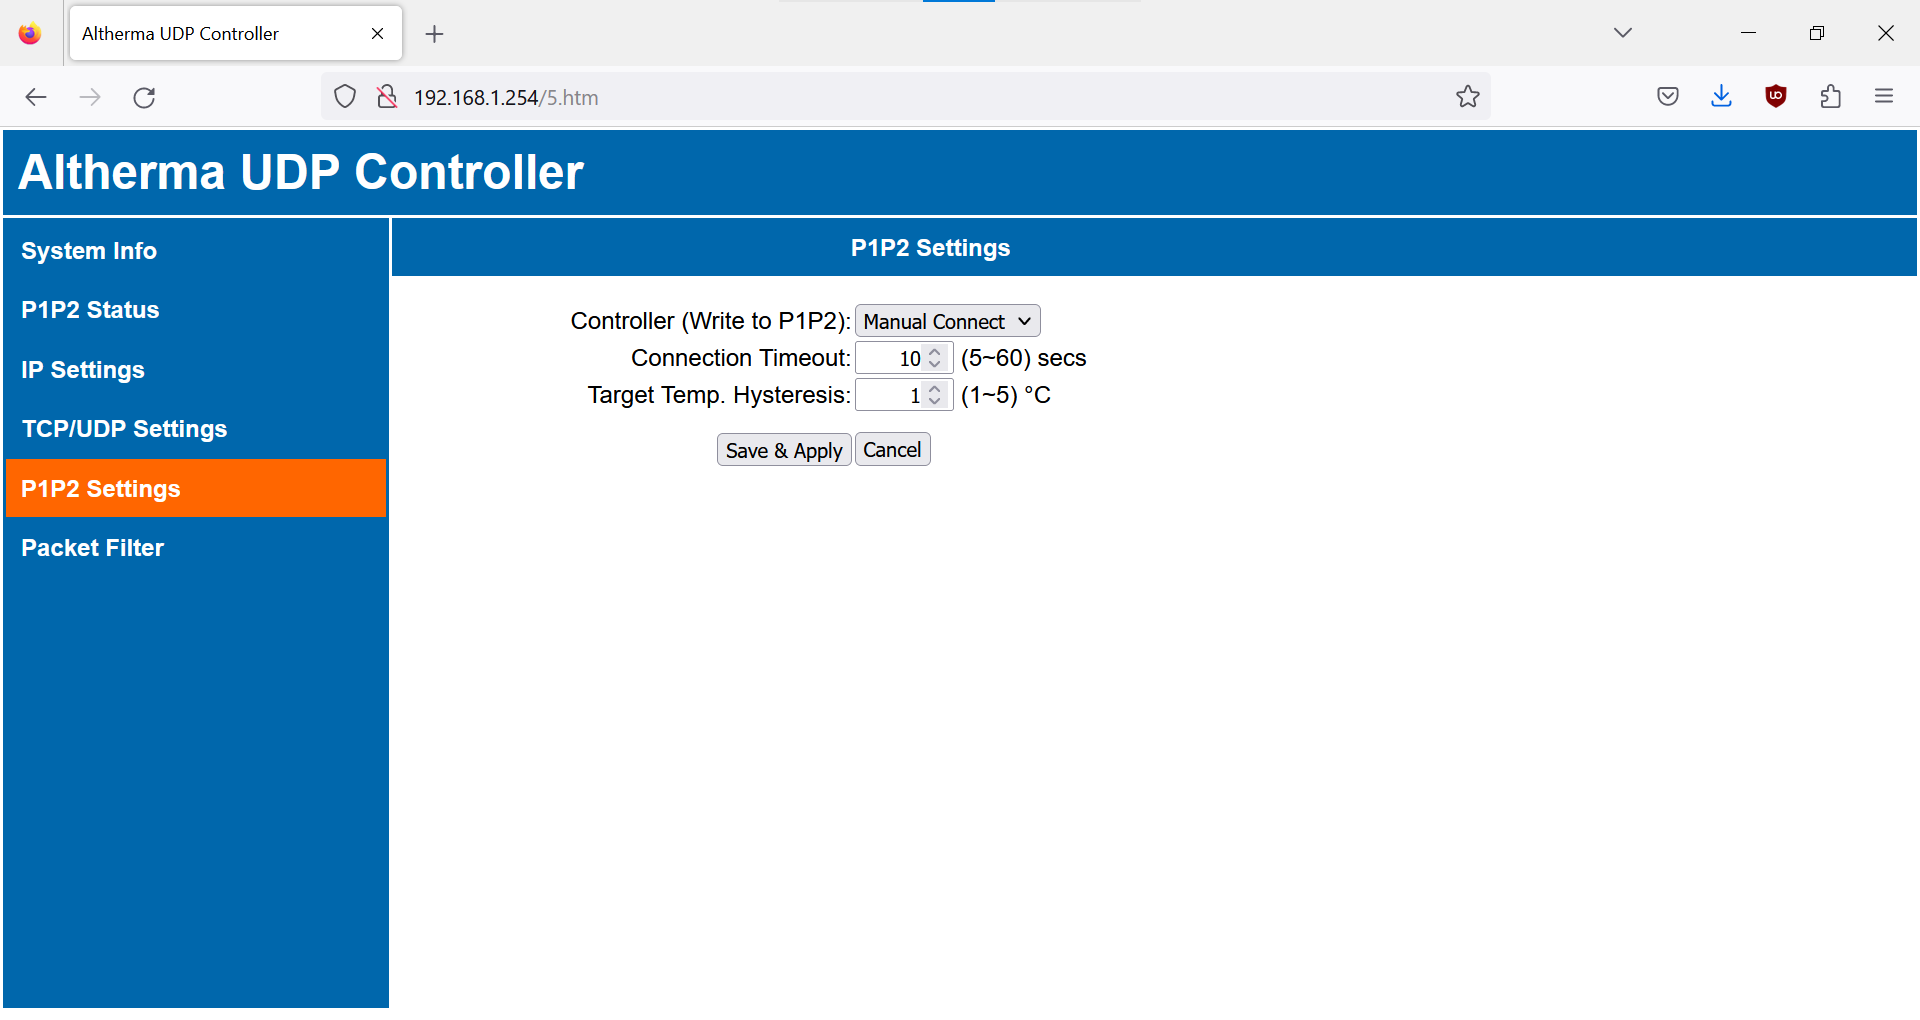 Altherma UDP Controller
192.168.1.254/5.htm
Altherma UDP Controller
System Info
P1P2 Status
IP Settings
TCP/UDP Settings
P1P2 Settings
Packet Filter
P1P2 Settings
Controller (Write to P1P2): Manual Connect
Connection Timeout: 10 (5~60) secs
Target Temp. Hysteresis: 1 (1~5) °C
Save & Apply Cancel